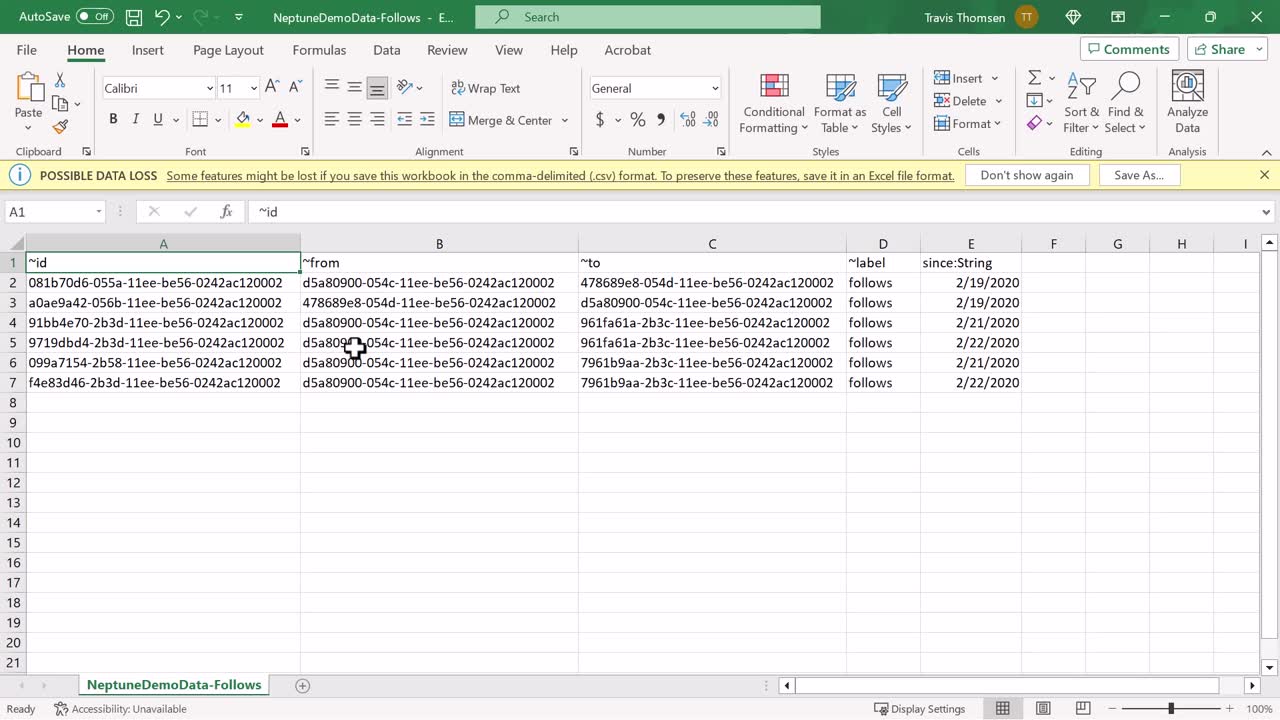 AutoSave Off NeptuneDemoData-Follows - E... Search Travis Thomsen TT
File Home Insert Page Layout Formulas Data Review View Help Acrobat Comments Share
Paste Calibri 11 A A Wrap Text General Conditional Formatting Format as Table Cell Styles Insert Sort & Filter Find & Select Analyze Data
B I U A Merge & Center $ % Delete
Format
Clipboard Font Alignment Number Styles Cells Editing Analysis
POSSIBLE DATA LOSS Some features might be lost if you save this workbook in the comma-delimited (.csv) format. To preserve these features, save it in an Excel file format. Don't show again Save As...
A1 fx ~id
A B C D E F G H I
1 ~id ~from ~to ~label since:String
2 081b70d6-055a-11ee-be56-0242ac120002 d5a80900-054c-11ee-be56-0242ac120002 478689e8-054d-11ee-be56-0242ac120002 follows 2/19/2020
3 a0ae9a42-056b-11ee-be56-0242ac120002 478689e8-054d-11ee-be56-0242ac120002 d5a80900-054c-11ee-be56-0242ac120002 follows 2/19/2020
4 91bb4e70-2b3d-11ee-be56-0242ac120002 d5a80900-054c-11ee-be56-0242ac120002 961fa61a-2b3c-11ee-be56-0242ac120002 follows 2/21/2020
5 9719dbd4-2b3d-11ee-be56-0242ac120002 d5a80900-054c-11ee-be56-0242ac120002 961fa61a-2b3c-11ee-be56-0242ac120002 follows 2/22/2020
6 099a7154-2b58-11ee-be56-0242ac120002 d5a80900-054c-11ee-be56-0242ac120002 7961b9aa-2b3c-11ee-be56-0242ac120002 follows 2/21/2020
7 f4e83d46-2b3d-11ee-be56-0242ac120002 d5a80900-054c-11ee-be56-0242ac120002 7961b9aa-2b3c-11ee-be56-0242ac120002 follows 2/22/2020
8
9
10
11
12
13
14
15
16
17
18
19
20
21
NeptuneDemoData-Follows
Ready Accessibility: Unavailable Display Settings 100%